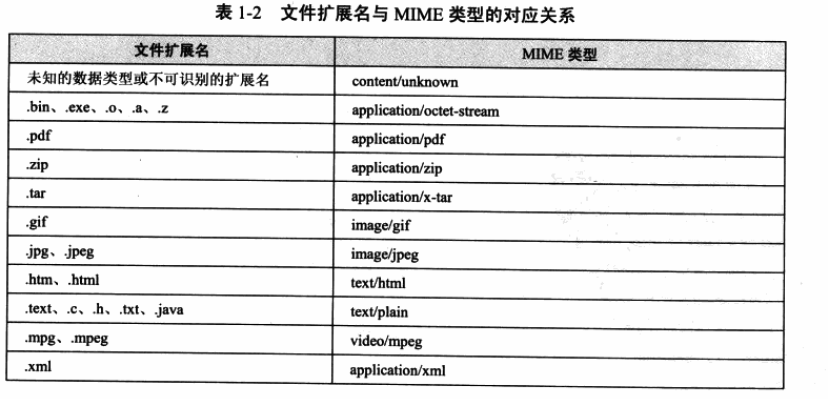 表 1-2 文件扩展名与 MIME 类型的对应关系
文件扩展名 MIME 类型
未知的数据类型或不可识别的扩展名 content/unknown
.bin、.exe、.o、.a、.z application/octet-stream
.pdf application/pdf
.zip application/zip
.tar application/x-tar
.gif image/gif
.jpg、.jpeg image/jpeg
.htm、.html text/html
.text、.c、.h、.txt、.java text/plain
.mpg、.mpeg video/mpeg
.xml application/xml